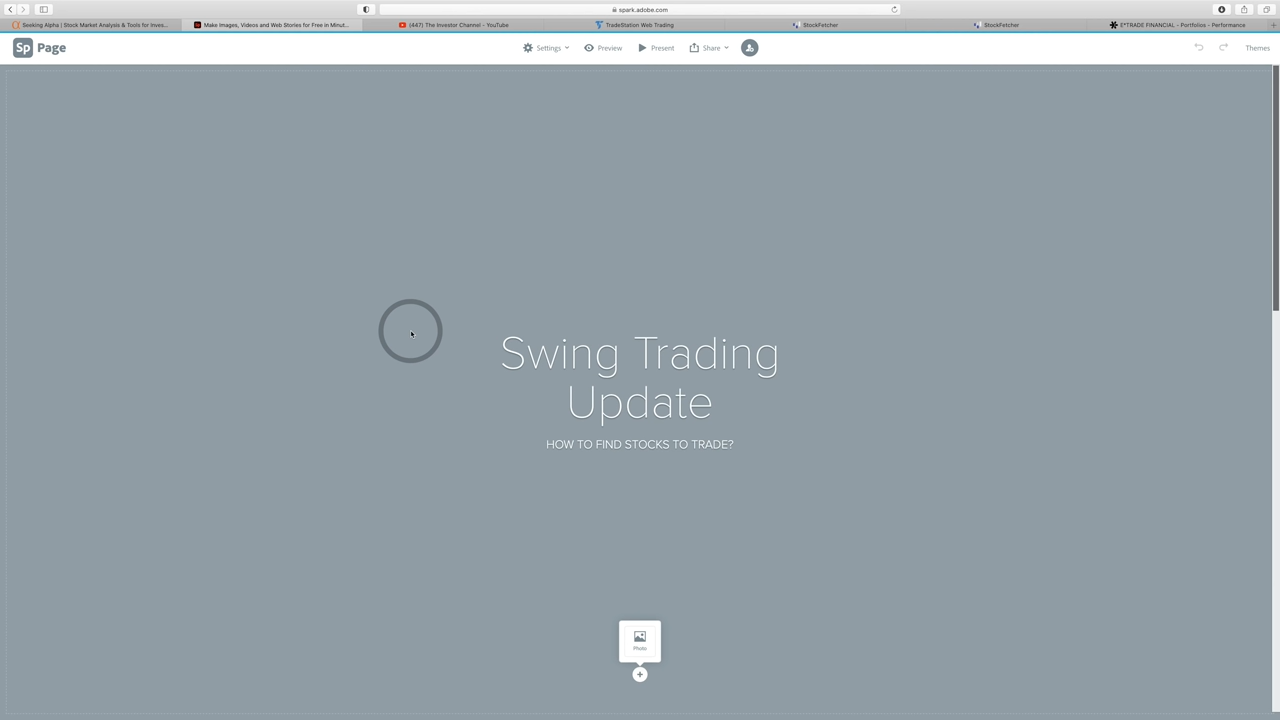 spark.adobe.com
Seeking Alpha | Stock Market Analysis & Tools for Inves...
Make Images, Videos and Web Stories for Free in Minut...
(447) The Investor Channel - YouTube
TradeStation Web Trading
StockFetcher
StockFetcher
E*TRADE FINANCIAL - Portfolios - Performance
Sp Page
Settings
Preview
Present
Share
Themes
Swing Trading
Update
HOW TO FIND STOCKS TO TRADE?
Photo